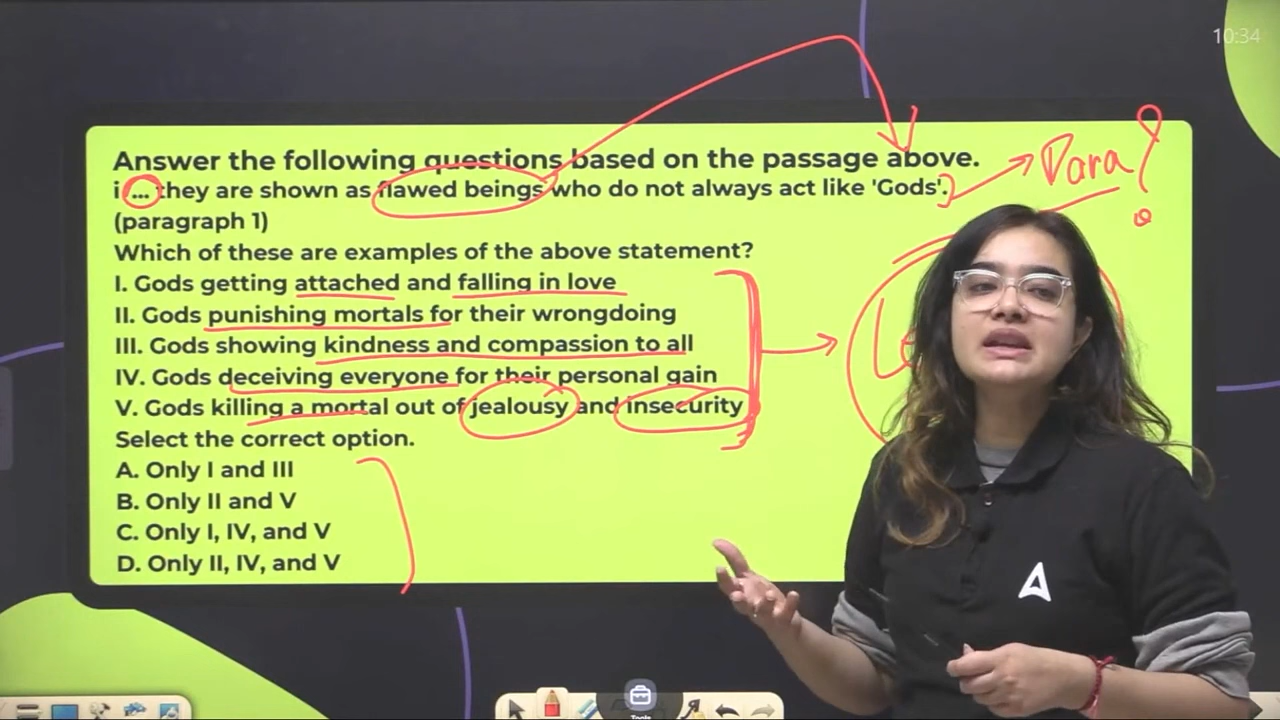 10:34
Answer the following questions based on the passage above.
i ... they are shown as flawed beings who do not always act like 'Gods'.
(paragraph 1)
Para
Which of these are examples of the above statement?
I. Gods getting attached and falling in love
II. Gods punishing mortals for their wrongdoing
III. Gods showing kindness and compassion to all
IV. Gods deceiving everyone for their personal gain
V. Gods killing a mortal out of jealousy and insecurity
Select the correct option.
A. Only I and III
B. Only II and V
C. Only I, IV, and V
D. Only II, IV, and V
Tools